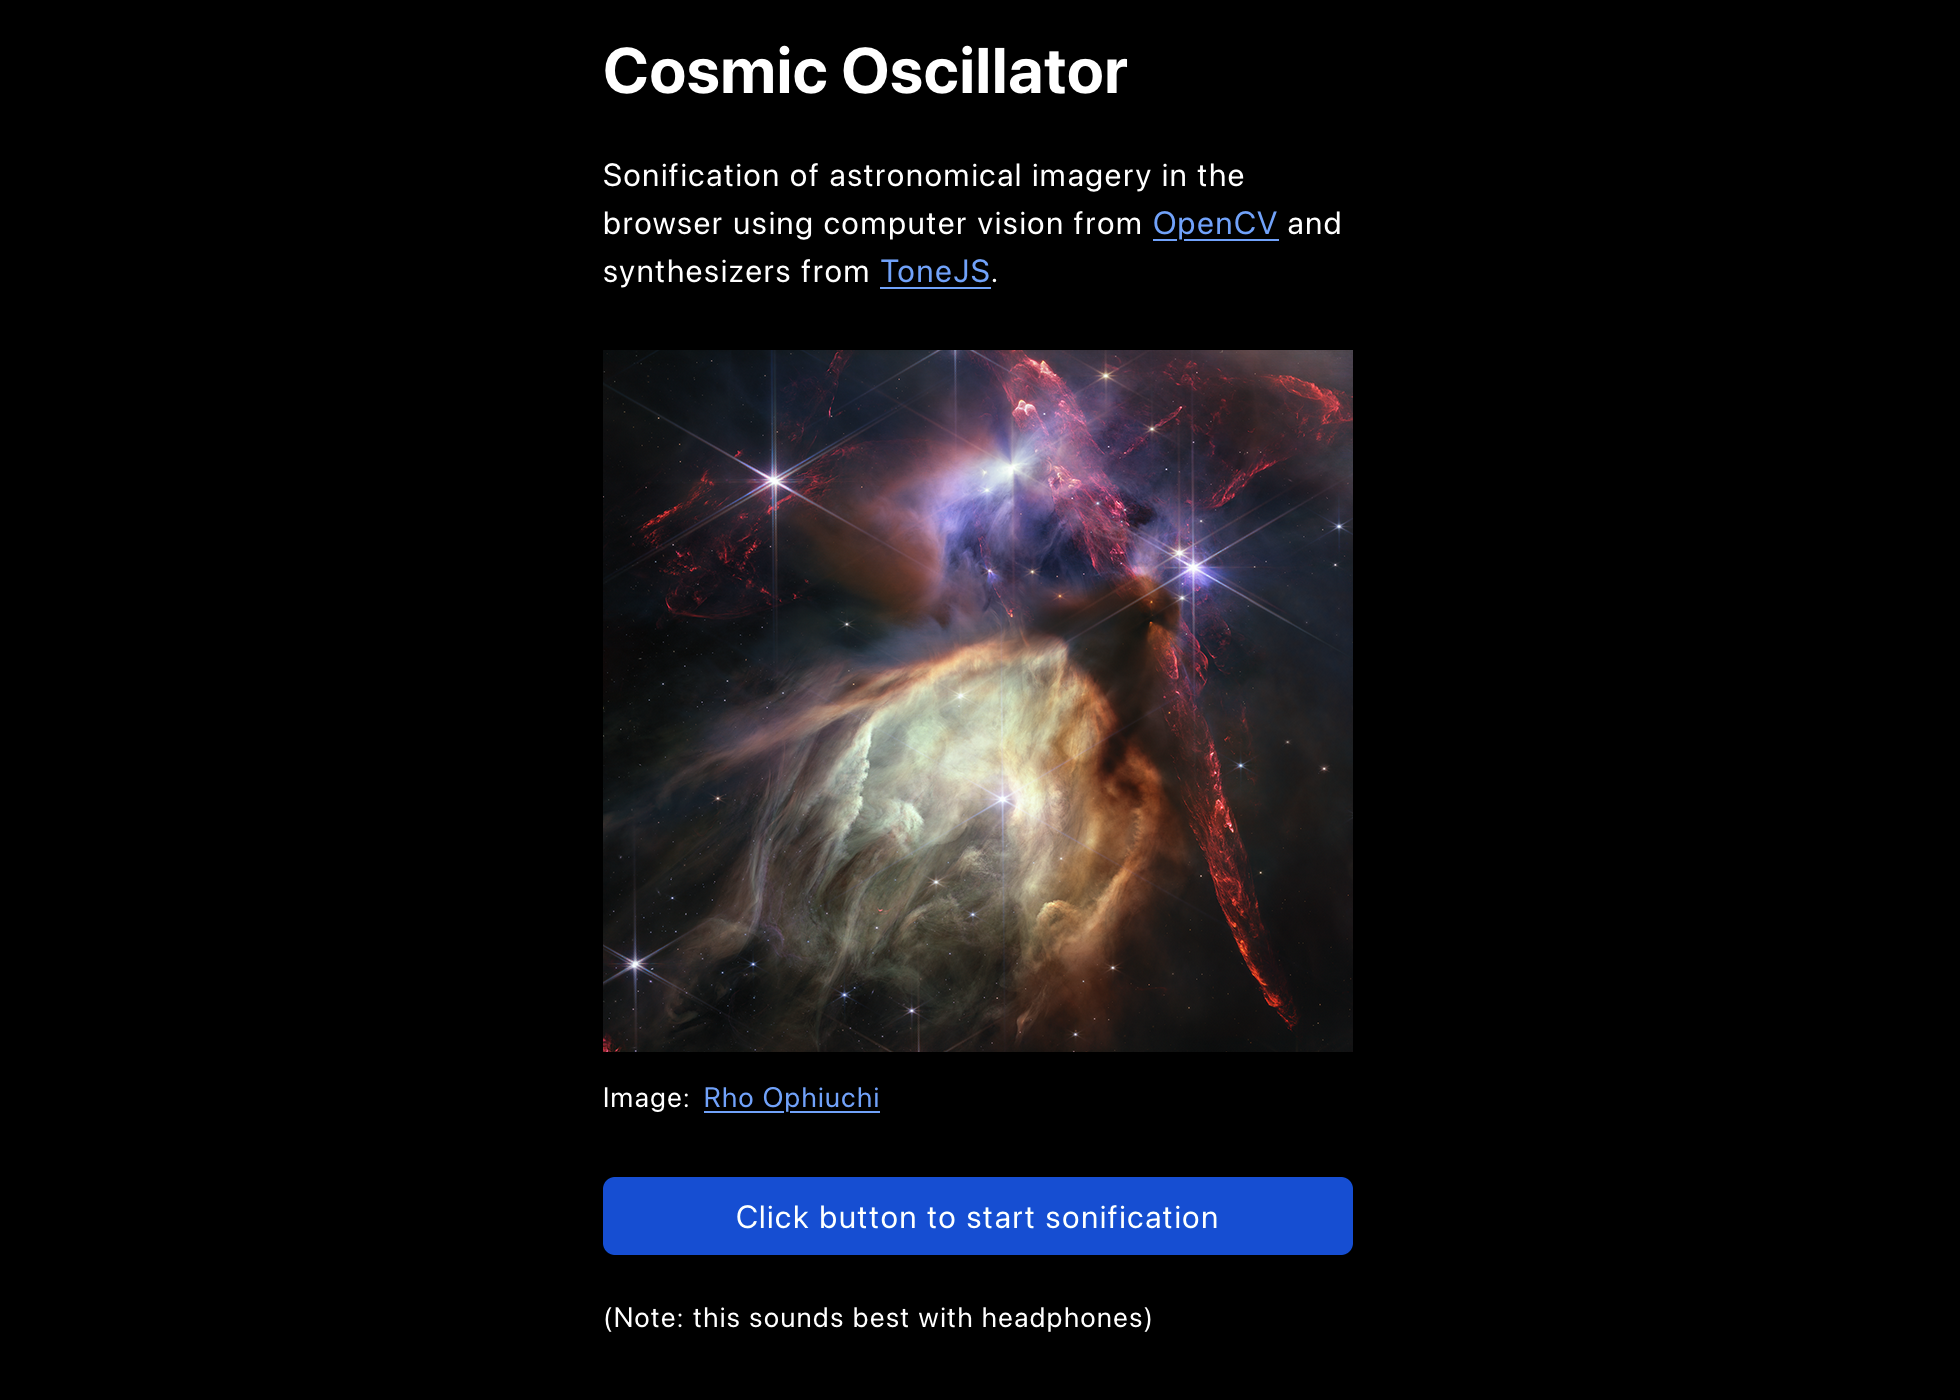 Cosmic Oscillator
Sonification of astronomical imagery in the
browser using computer vision from OpenCV and
synthesizers from ToneJS.
Image: Rho Ophiuchi
Click button to start sonification
(Note: this sounds best with headphones)